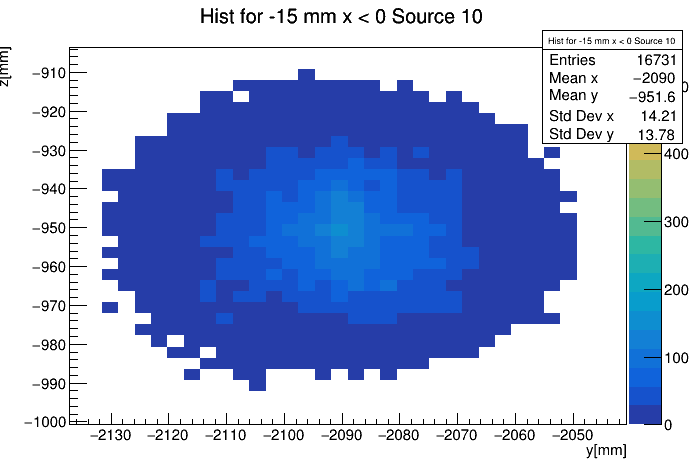 Hist for -15 mm x < 0 Source 10
z[mm]
Hist for -15 mm x < 0 Source 10
Entries 16731
Mean x −2090
Mean y −951.6
Std Dev x 14.21
Std Dev y 13.78
−910
−920
−930
−940
−950
−960
−970
−980
−990
−1000
0
400
300
200
100
0
−2130 −2120 −2110 −2100 −2090 −2080 −2070 −2060 −2050
y[mm]